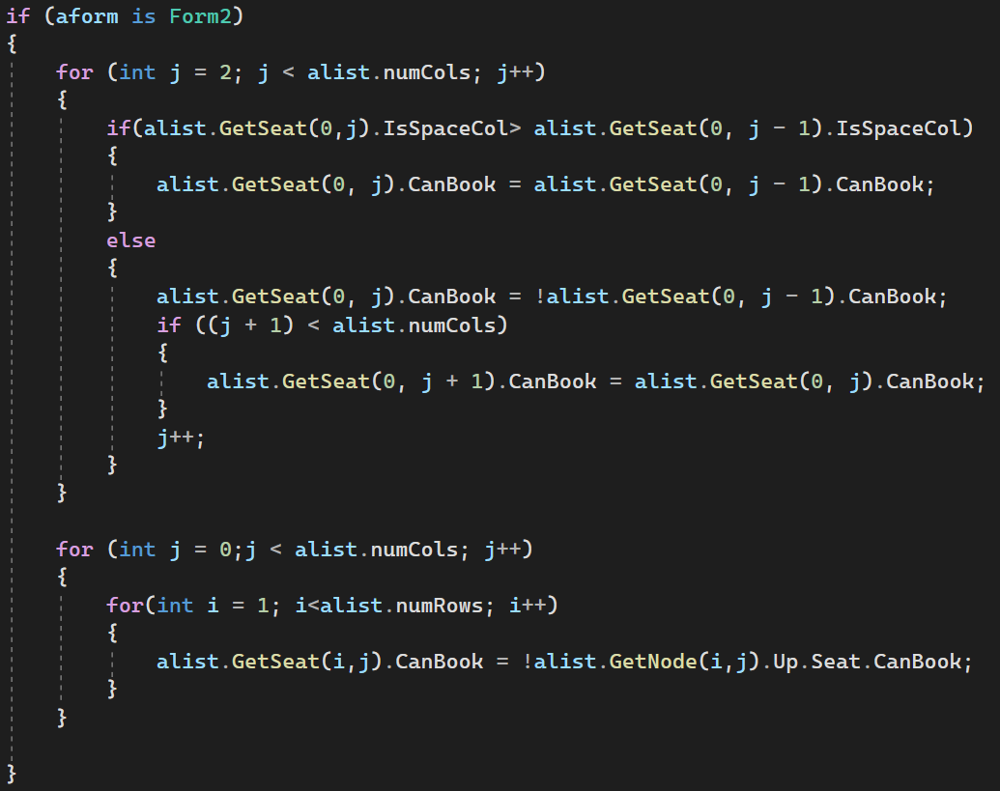 if (aform is Form2)
{
    for (int j = 2; j < alist.numCols; j++)
    {
        if(alist.GetSeat(0,j).IsSpaceCol> alist.GetSeat(0, j - 1).IsSpaceCol)
        {
            alist.GetSeat(0, j).CanBook = alist.GetSeat(0, j - 1).CanBook;
        }
        else
        {
            alist.GetSeat(0, j).CanBook = !alist.GetSeat(0, j - 1).CanBook;
            if ((j + 1) < alist.numCols)
            {
                alist.GetSeat(0, j + 1).CanBook = alist.GetSeat(0, j).CanBook;
            }
            j++;
        }
    }

    for (int j = 0;j < alist.numCols; j++)
    {
        for(int i = 1; i<alist.numRows; i++)
        {
            alist.GetSeat(i,j).CanBook = !alist.GetNode(i,j).Up.Seat.CanBook;
        }
    }

}